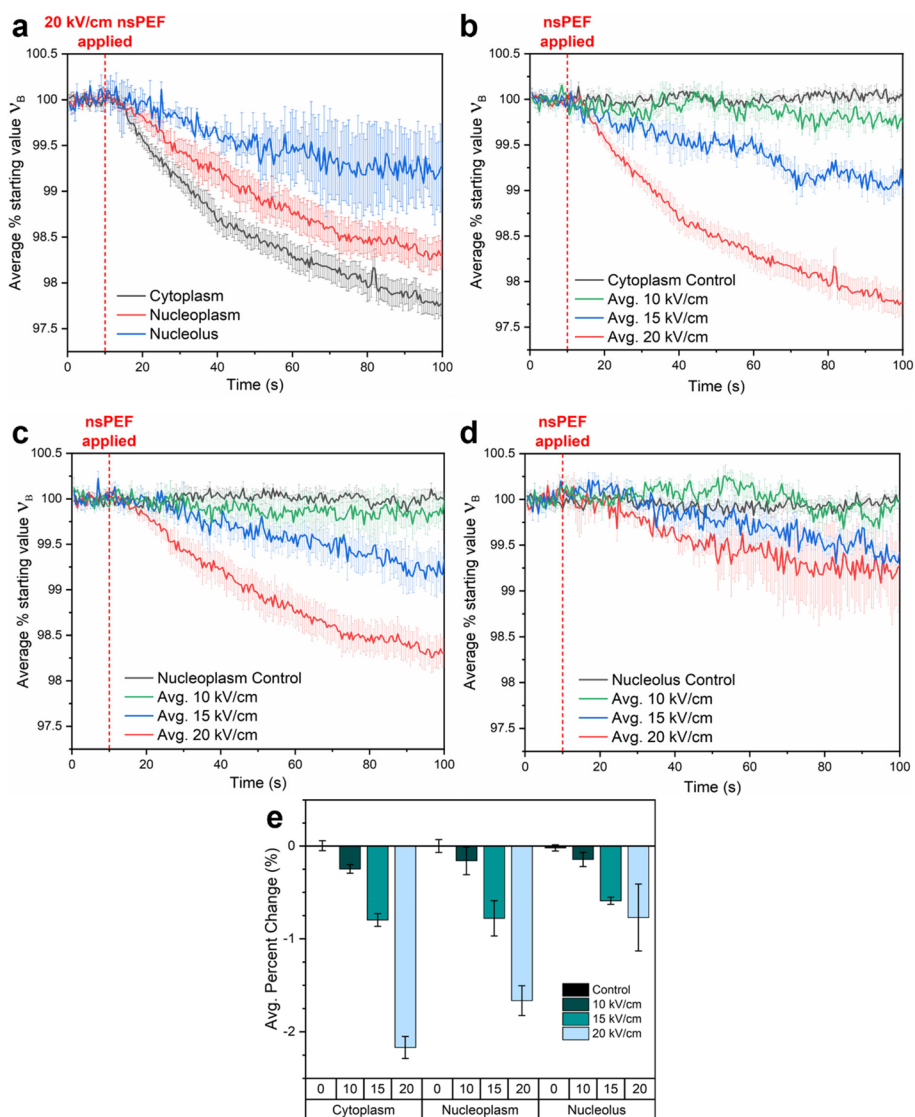 a
20 kV/cm nsPEF
applied
100.5
100
99.5
99
98.5
98
97.5
Average % starting value νB
Cytoplasm
Nucleoplasm
Nucleolus
0 20 40 60 80 100
Time (s)
b
nsPEF
applied
100.5
100
99.5
99
98.5
98
97.5
Average % starting value νB
Cytoplasm Control
Avg. 10 kV/cm
Avg. 15 kV/cm
Avg. 20 kV/cm
0 20 40 60 80 100
Time (s)
c
nsPEF
applied
100.5
100
99.5
99
98.5
98
97.5
Average % starting value νB
Nucleoplasm Control
Avg. 10 kV/cm
Avg. 15 kV/cm
Avg. 20 kV/cm
0 20 40 60 80 100
Time (s)
d
nsPEF
applied
100.5
100
99.5
99
98.5
98
97.5
Average % starting value νB
Nucleolus Control
Avg. 10 kV/cm
Avg. 15 kV/cm
Avg. 20 kV/cm
0 20 40 60 80 100
Time (s)
e
0
-1
-2
Avg. Percent Change (%)
Control
10 kV/cm
15 kV/cm
20 kV/cm
0 10 15 20 0 10 15 20 0 10 15 20
Cytoplasm Nucleoplasm Nucleolus